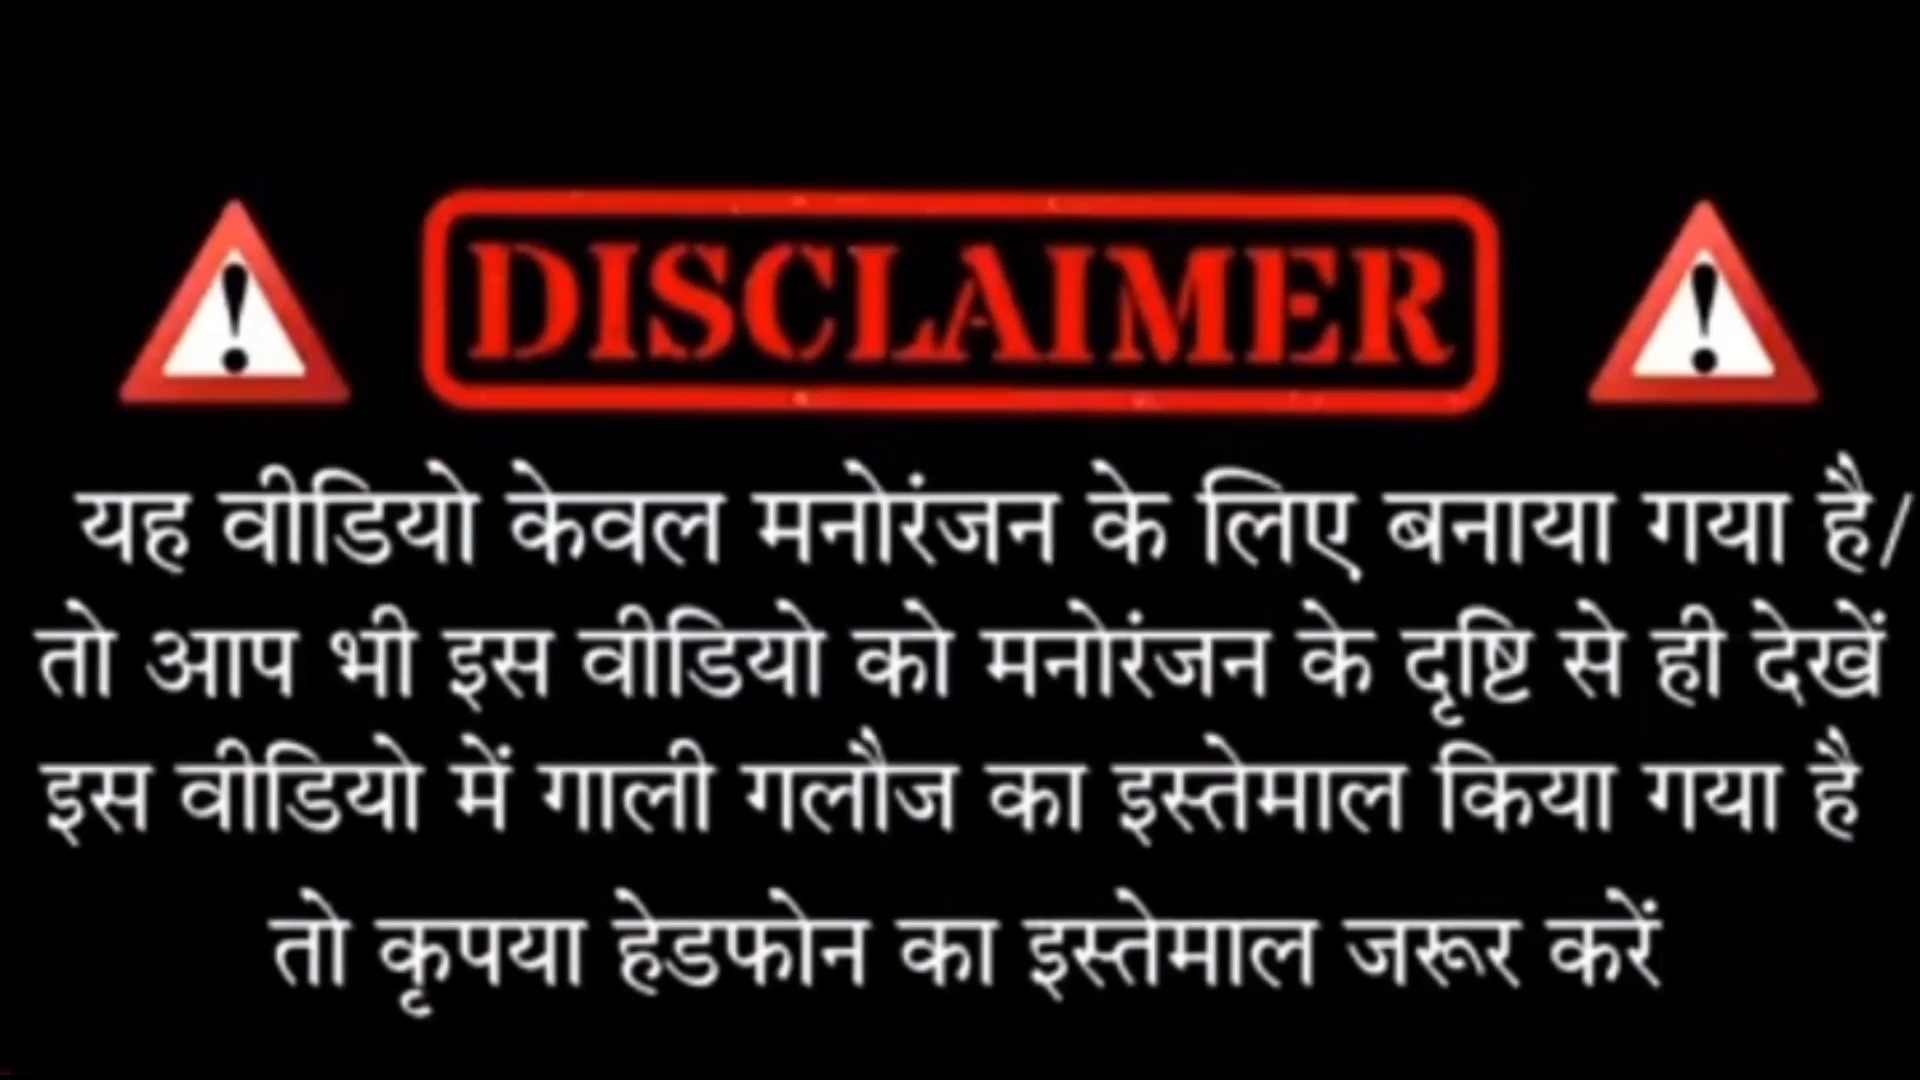 DISCLAIMER
यह वीडियो केवल मनोरंजन के लिए बनाया गया है/
तो आप भी इस वीडियो को मनोरंजन के दृष्टि से ही देखें
इस वीडियो में गाली गलौज का इस्तेमाल किया गया है
तो कृपया हेडफोन का इस्तेमाल जरूर करें